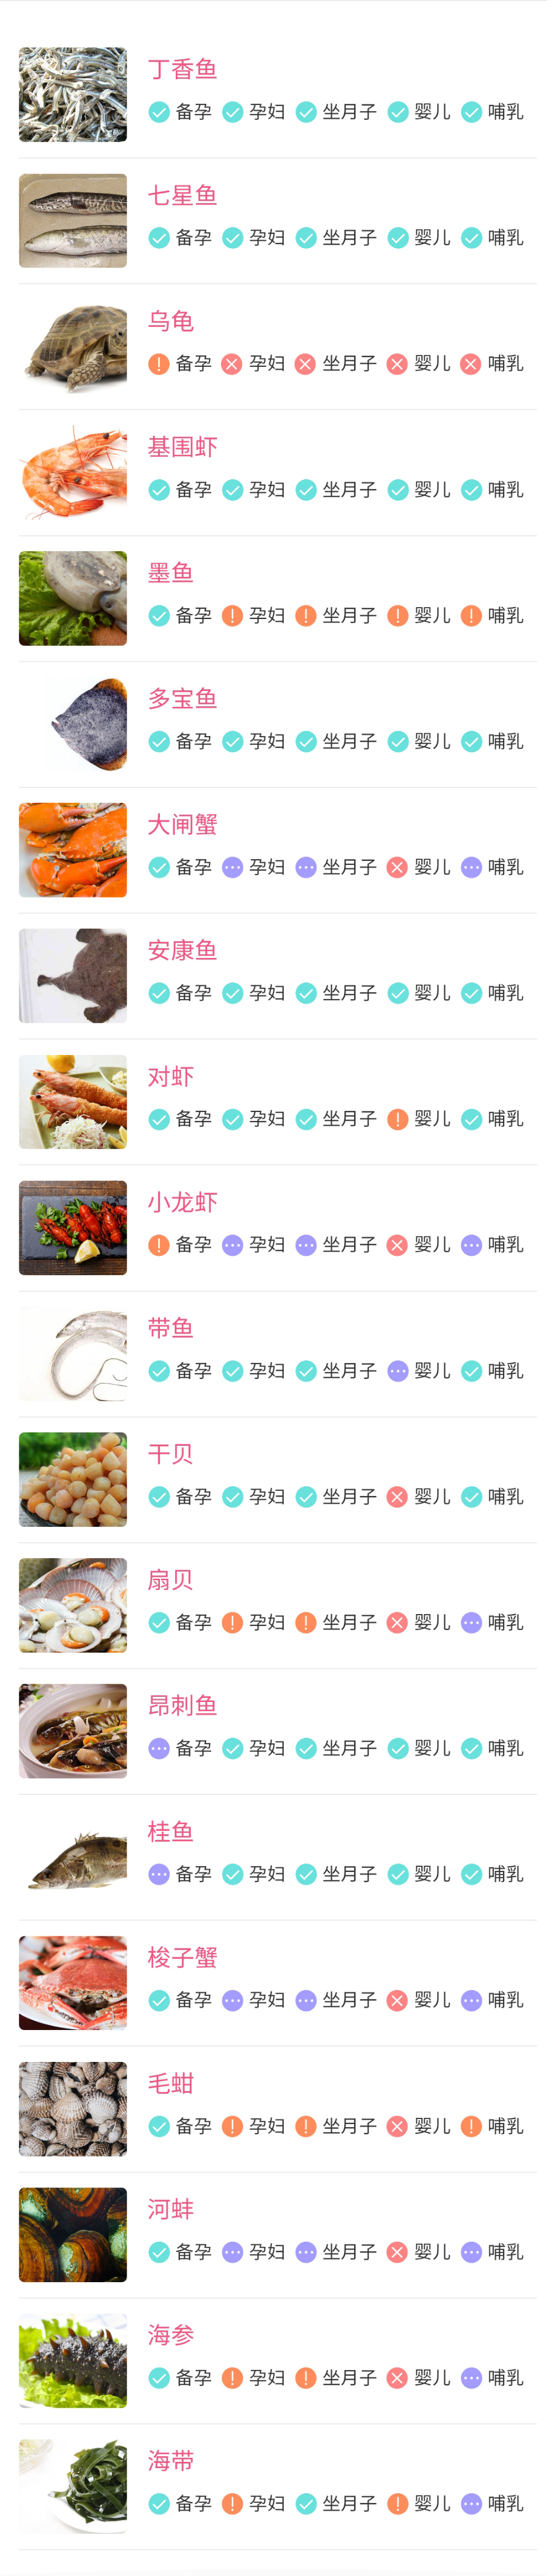 丁香鱼
备孕 孕妇 坐月子 婴儿 哺乳
七星鱼
备孕 孕妇 坐月子 婴儿 哺乳
乌龟
备孕 孕妇 坐月子 婴儿 哺乳
基围虾
备孕 孕妇 坐月子 婴儿 哺乳
墨鱼
备孕 孕妇 坐月子 婴儿 哺乳
多宝鱼
备孕 孕妇 坐月子 婴儿 哺乳
大闸蟹
备孕 孕妇 坐月子 婴儿 哺乳
安康鱼
备孕 孕妇 坐月子 婴儿 哺乳
对虾
备孕 孕妇 坐月子 婴儿 哺乳
小龙虾
备孕 孕妇 坐月子 婴儿 哺乳
带鱼
备孕 孕妇 坐月子 婴儿 哺乳
干贝
备孕 孕妇 坐月子 婴儿 哺乳
扇贝
备孕 孕妇 坐月子 婴儿 哺乳
昂刺鱼
备孕 孕妇 坐月子 婴儿 哺乳
桂鱼
备孕 孕妇 坐月子 婴儿 哺乳
梭子蟹
备孕 孕妇 坐月子 婴儿 哺乳
毛蚶
备孕 孕妇 坐月子 婴儿 哺乳
河蚌
备孕 孕妇 坐月子 婴儿 哺乳
海参
备孕 孕妇 坐月子 婴儿 哺乳
海带
备孕 孕妇 坐月子 婴儿 哺乳